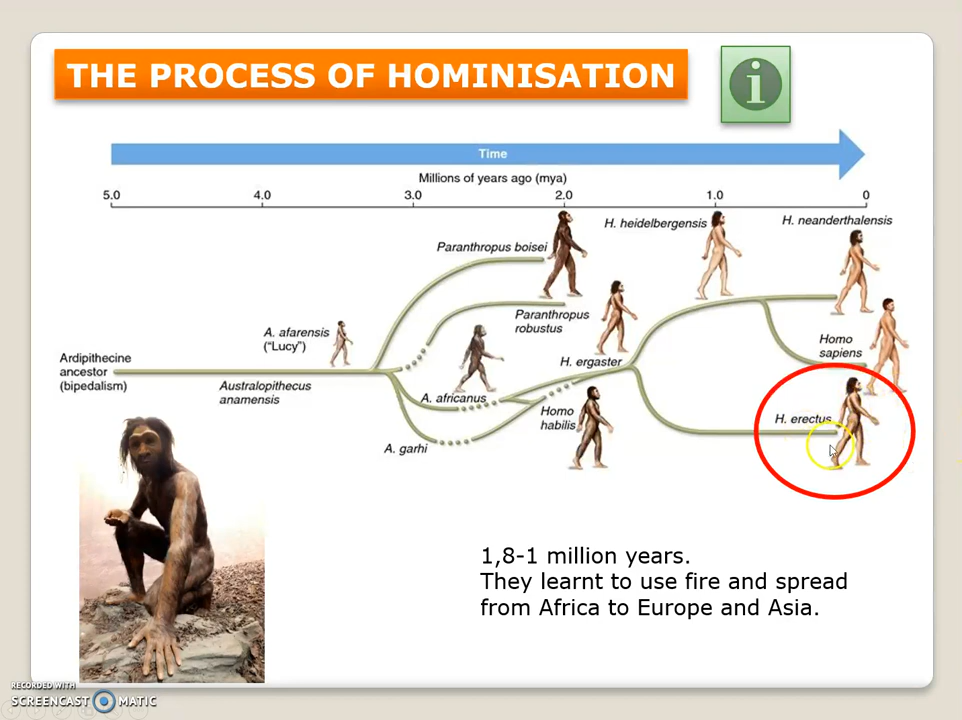 THE PROCESS OF HOMINISATION
i
Time
Millions of years ago (mya)
5.0 4.0 3.0 2.0 1.0 0
H. heidelbergensis
H. neanderthalensis
Paranthropus boisei
Paranthropus
robustus
A. afarensis
("Lucy")
Homo
sapiens
Ardipithecine
ancestor
(bipedalism)
H. ergaster
Australopithecus
anamensis
A. africanus
Homo
habilis
H. erectus
A. garhi
1,8-1 million years.
They learnt to use fire and spread
from Africa to Europe and Asia.
RECORDED WITH
SCREENCAST MATIC